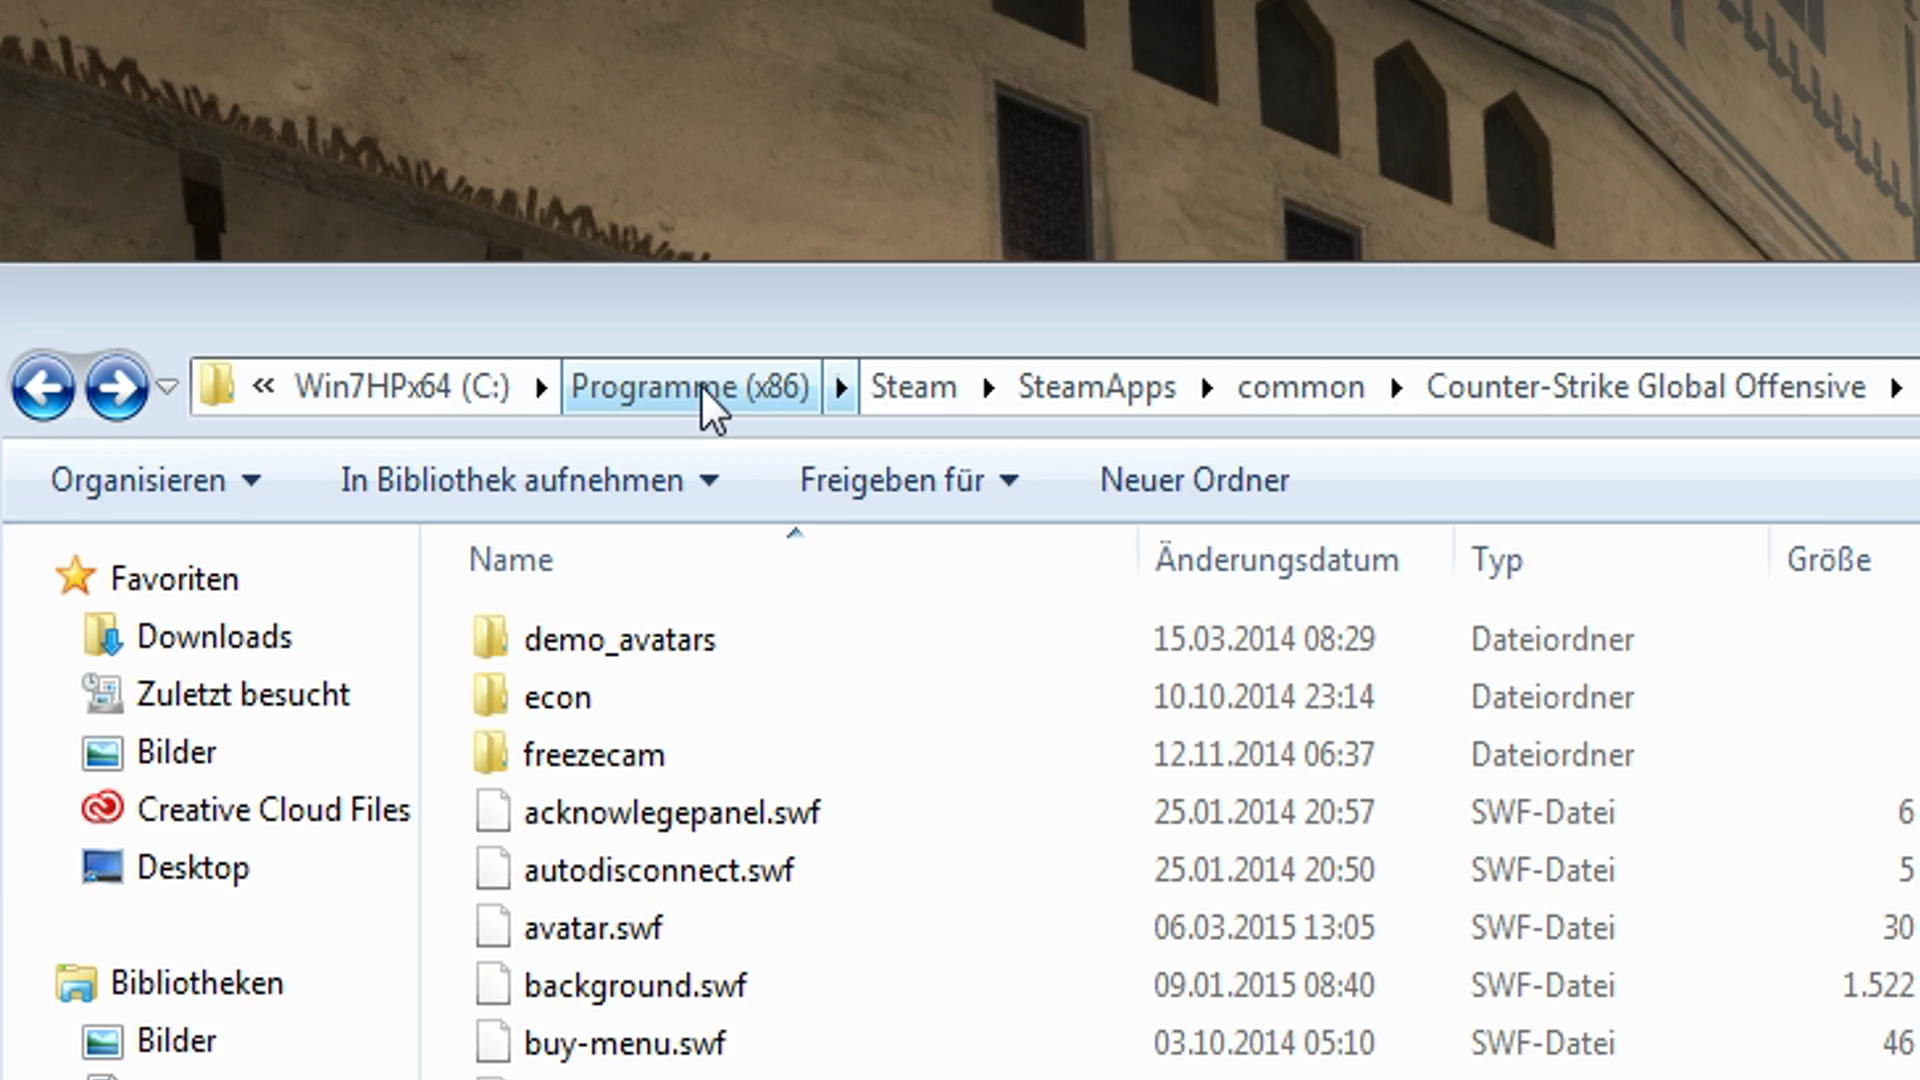 « Win7HPx64 (C:) Programme (x86) Steam SteamApps common Counter-Strike Global Offensive
Organisieren In Bibliothek aufnehmen Freigeben für Neuer Ordner
Name Änderungsdatum Typ Größe
Favoriten
Downloads
Zuletzt besucht
Bilder
Creative Cloud Files
Desktop
Bibliotheken
Bilder
demo_avatars 15.03.2014 08:29 Dateiordner
econ 10.10.2014 23:14 Dateiordner
freezecam 12.11.2014 06:37 Dateiordner
acknowlegepanel.swf 25.01.2014 20:57 SWF-Datei 6
autodisconnect.swf 25.01.2014 20:50 SWF-Datei 5
avatar.swf 06.03.2015 13:05 SWF-Datei 30
background.swf 09.01.2015 08:40 SWF-Datei 1.522
buy-menu.swf 03.10.2014 05:10 SWF-Datei 46